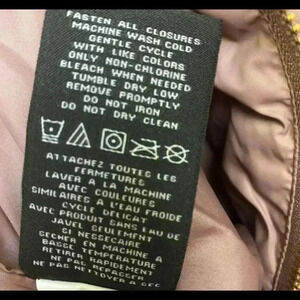 FASTEN ALL CLOSURES
MACHINE WASH COLD
GENTLE CYCLE
WITH LIKE COLORS
ONLY NON-CHLORINE
BLEACH WHEN NEEDED
TUMBLE DRY LOW
REMOVE PROMPTLY
DO NOT IRON
DO NOT DRY CLEAN
ATTACHEZ TOUTES LES
FERMETURES
LAVER A LA MACHINE
AVEC COULEURS
SIMILAIRES A L'EAU FROIDE
CYCLE DELICAT
AVEC PRODUIT SANS EAU DE
JAVEL SEULEMENT
SI NESSECAIRE
SECHER EN MACHINE A
BASSE TEMPERATURE
RETIRER RAPIDEMENT
NE PAS REPASSER
NE PAC NETTOYER A SEC